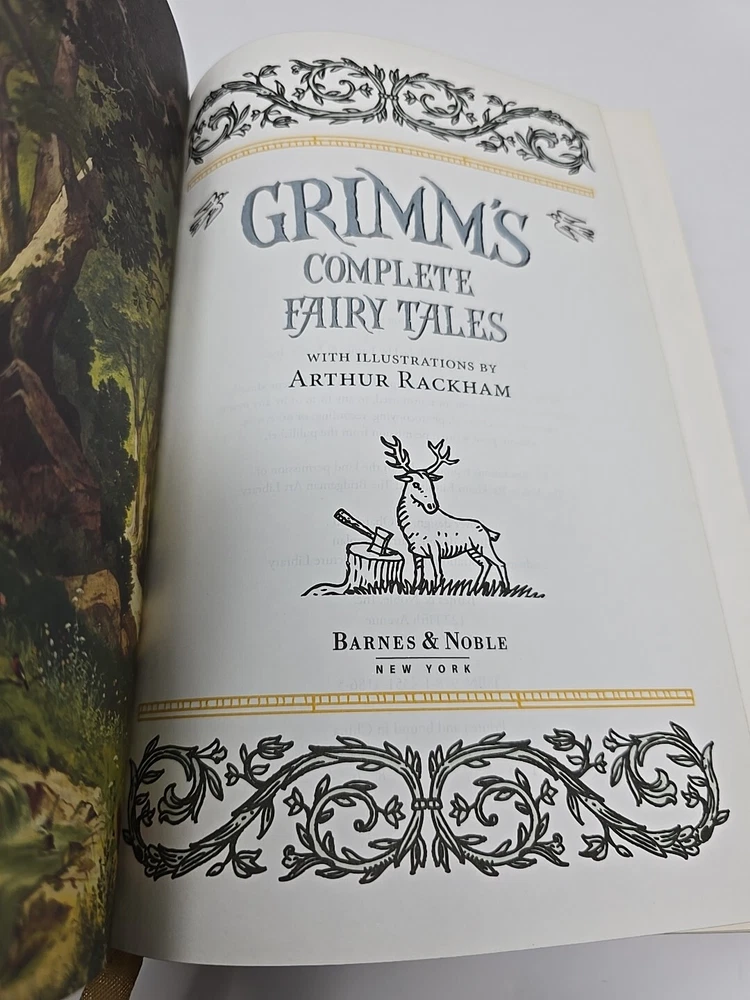 GRIMM'S
COMPLETE
FAIRY TALES
WITH ILLUSTRATIONS BY
ARTHUR RACKHAM
BARNES & NOBLE
NEW YORK